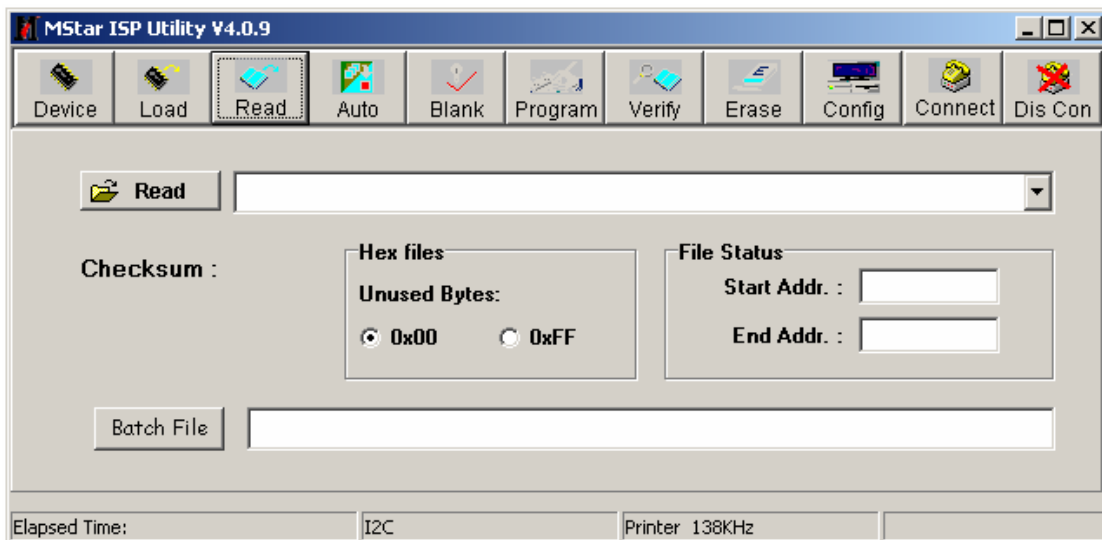 MStar ISP Utility V4.0.9
Device Load Read Auto Blank Program Verify Erase Config Connect Dis Con
Read
Checksum :
Hex files
Unused Bytes:
0x00 0xFF
File Status
Start Addr. :
End Addr. :
Batch File
Elapsed Time: I2C Printer 138KHz